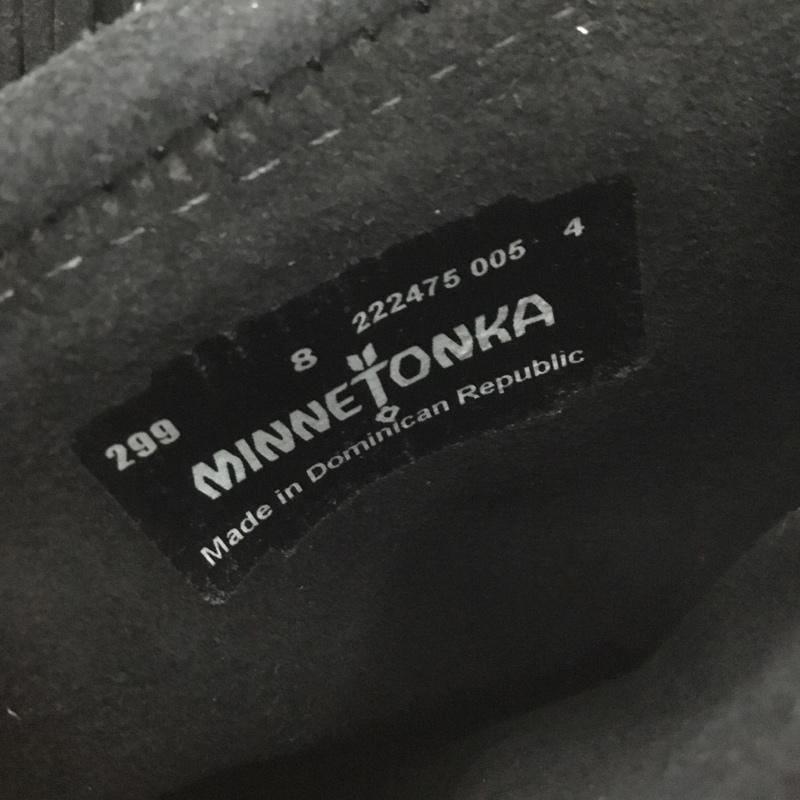 299 8 222475 005 4
MINNETONKA
Made in Dominican Republic